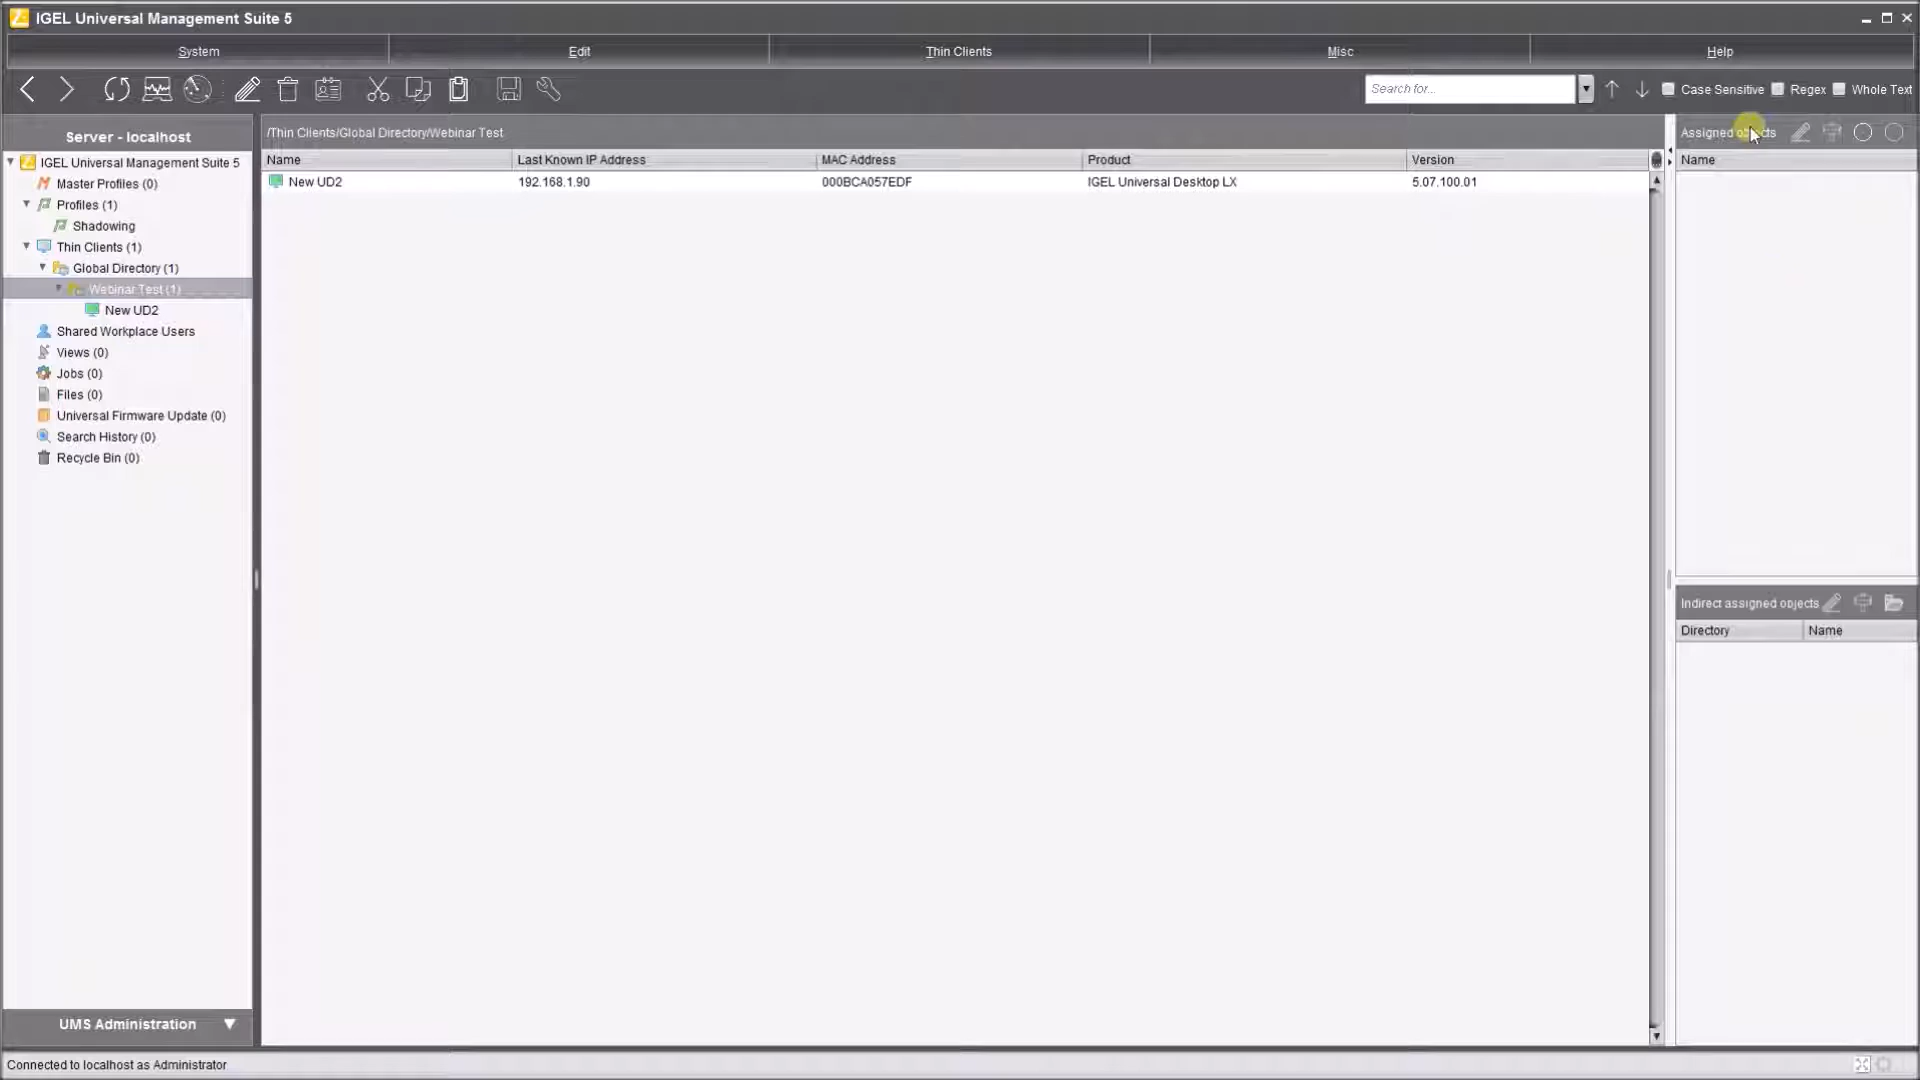 IGEL Universal Management Suite 5
System
Edit
Thin Clients
Misc
Help
Search for...
Case Sensitive
Regex
Whole Text
Server - localhost
IGEL Universal Management Suite 5
Master Profiles (0)
Profiles (1)
Shadowing
Thin Clients (1)
Global Directory (1)
Webinar Test (1)
New UD2
Shared Workplace Users
Views (0)
Jobs (0)
Files (0)
Universal Firmware Update (0)
Search History (0)
Recycle Bin (0)
UMS Administration
/Thin Clients/Global Directory/Webinar Test
Name Last Known IP Address MAC Address Product Version
New UD2 192.168.1.90 000BCA057EDF IGEL Universal Desktop LX 5.07.100.01
Assigned objects
Name
Indirect assigned objects
Directory Name
Connected to localhost as Administrator